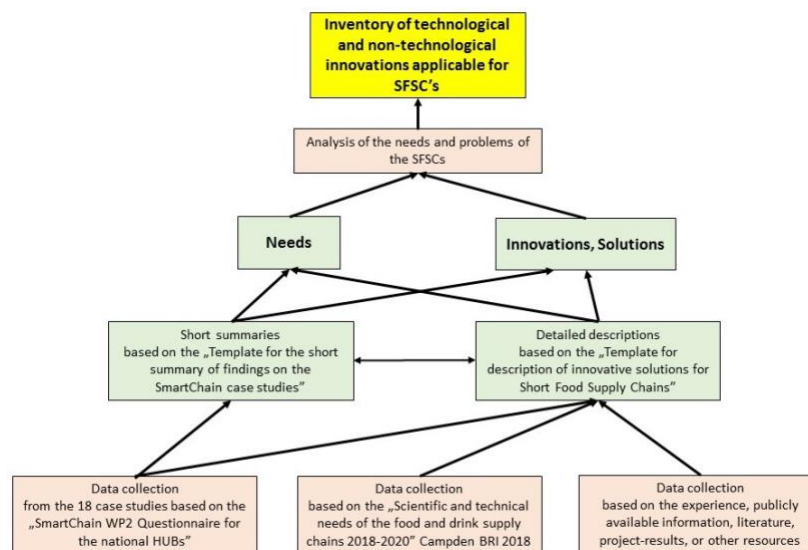 Inventory of technological
and non-technological
innovations applicable for
SFSC's
Analysis of the needs and problems of
the SFSCs
Needs
Innovations, Solutions
Short summaries
based on the „Template for the short
summary of findings on the
SmartChain case studies”
Detailed descriptions
based on the „Template for
description of innovative solutions for
Short Food Supply Chains”
Data collection
from the 18 case studies based on the
„SmartChain WP2 Questionnaire for
the national HUBs”
Data collection
based on the „Scientific and technical
needs of the food and drink supply
chains 2018-2020” Campden BRI 2018
Data collection
based on the experience, publicly
available information, literature,
project-results, or other resources